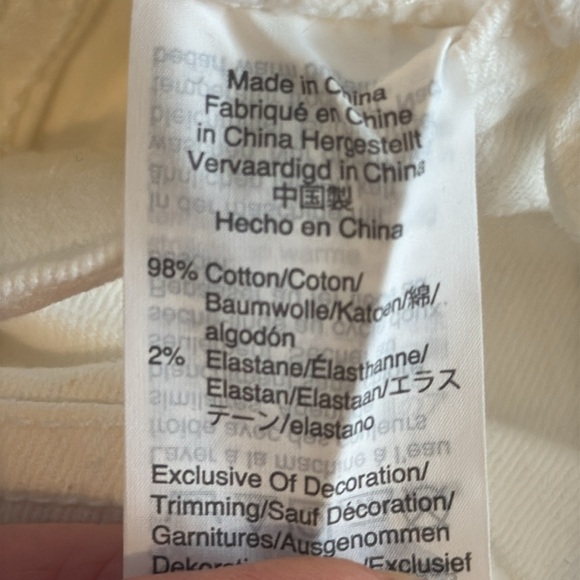 Made in China
Fabriqué en Chine
in China Hergestellt
Vervaardigd in China
中国製
Hecho en China
98% Cotton/Coton/
Baumwolle/Katoen/綿/
algodón
2% Elastane/Élasthanne/
Elastan/Elastaan/エラス
テーン/elastano
Exclusive Of Decoration/
Trimming/Sauf Décoration/
Garnitures/Ausgenommen
/Exclusief